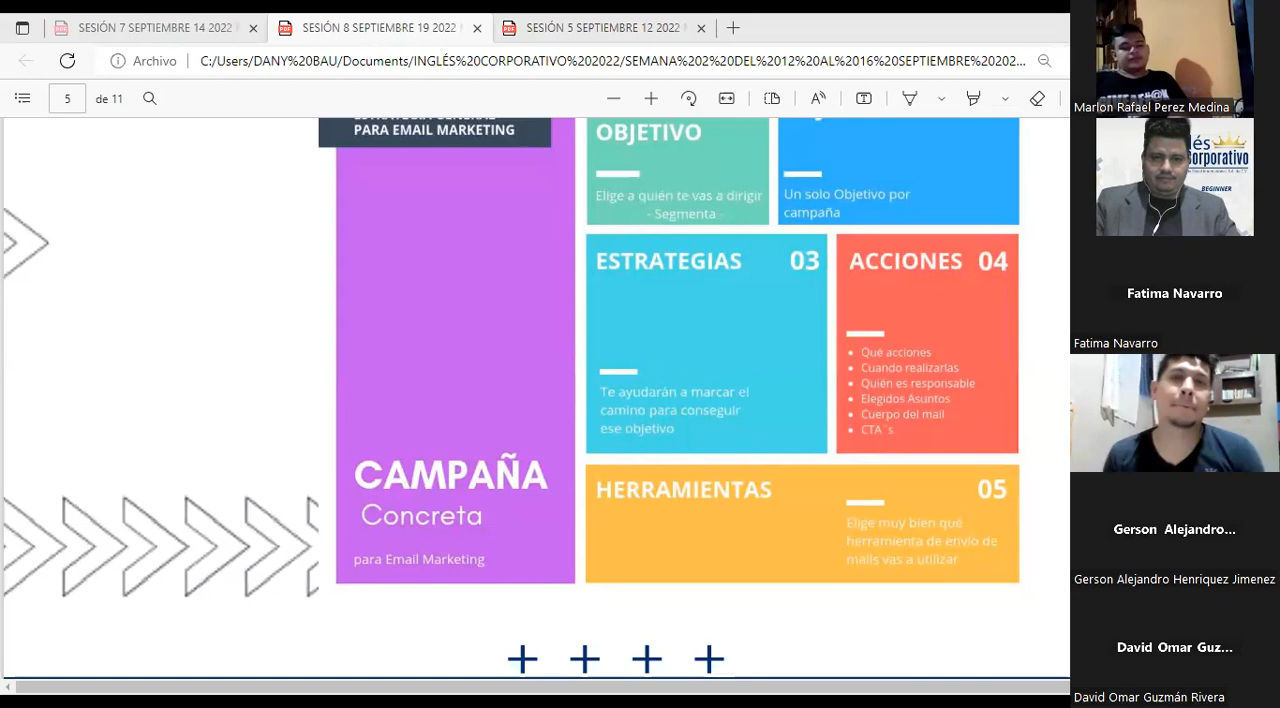 SESIÓN 7 SEPTIEMBRE 14 2022
SESIÓN 8 SEPTIEMBRE 19 2022
SESIÓN 5 SEPTIEMBRE 12 2022
Archivo
C:/Users/DANY%20BAU/Documents/INGLÉS%20CORPORATIVO%202022/SEMANA%202%20DEL%2012%20AL%2016%20SEPTIEMBRE%20202...
5
de 11
PARA EMAIL MARKETING
CAMPAÑA
Concreta
para Email Marketing
OBJETIVO
Elige a quién te vas a dirigir
- Segmenta -
Un solo Objetivo por
campaña
ESTRATEGIAS 03
Te ayudarán a marcar el
camino para conseguir
ese objetivo
ACCIONES 04
Qué acciones
Cuando realizarlas
Quién es responsable
Elegidos Asuntos
Cuerpo del mail
CTA´s
HERRAMIENTAS 05
Elige muy bien qué
herramienta de envío de
mails vas a utilizar
Marlon Rafael Perez Medina
lés
Corporativo
BEGINNER
Fatima Navarro
Fatima Navarro
Gerson Alejandro...
Gerson Alejandro Henriquez Jimenez
David Omar Guz...
David Omar Guzmán Rivera